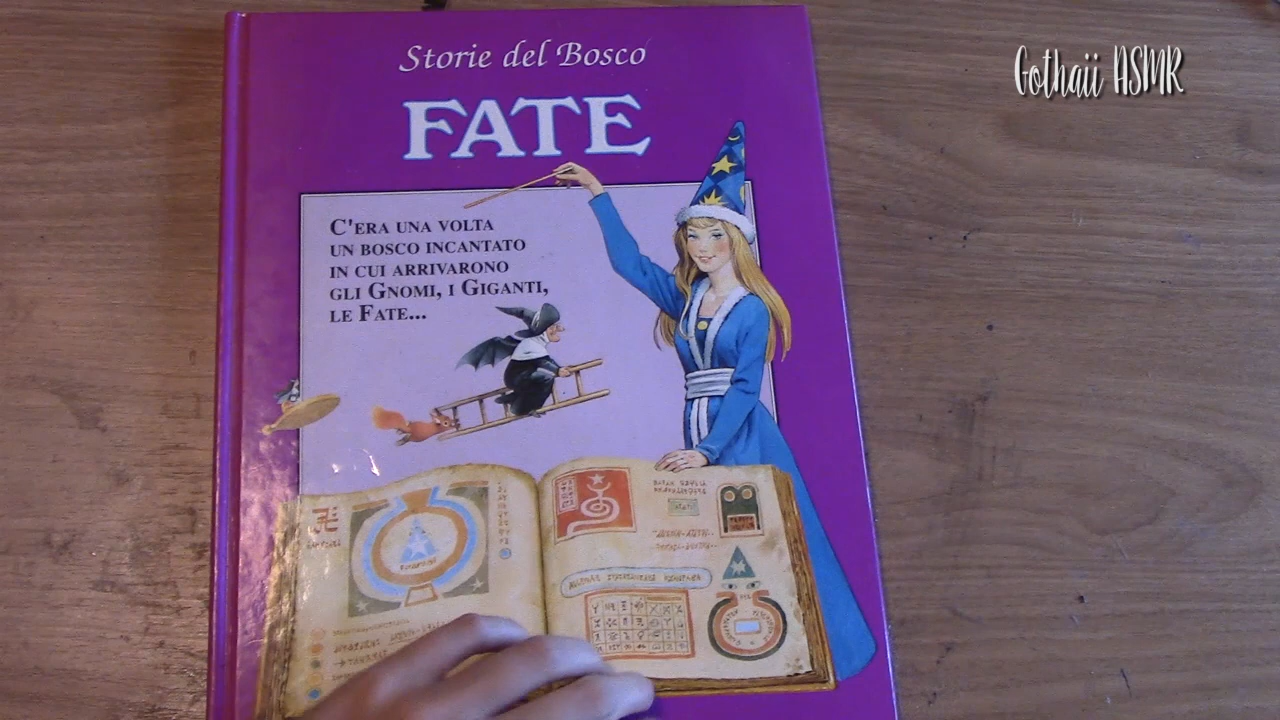 Storie del Bosco
FATE
C'ERA UNA VOLTA
UN BOSCO INCANTATO
IN CUI ARRIVARONO
GLI GNOMI, I GIGANTI,
LE FATE...
Gothaii ASMR